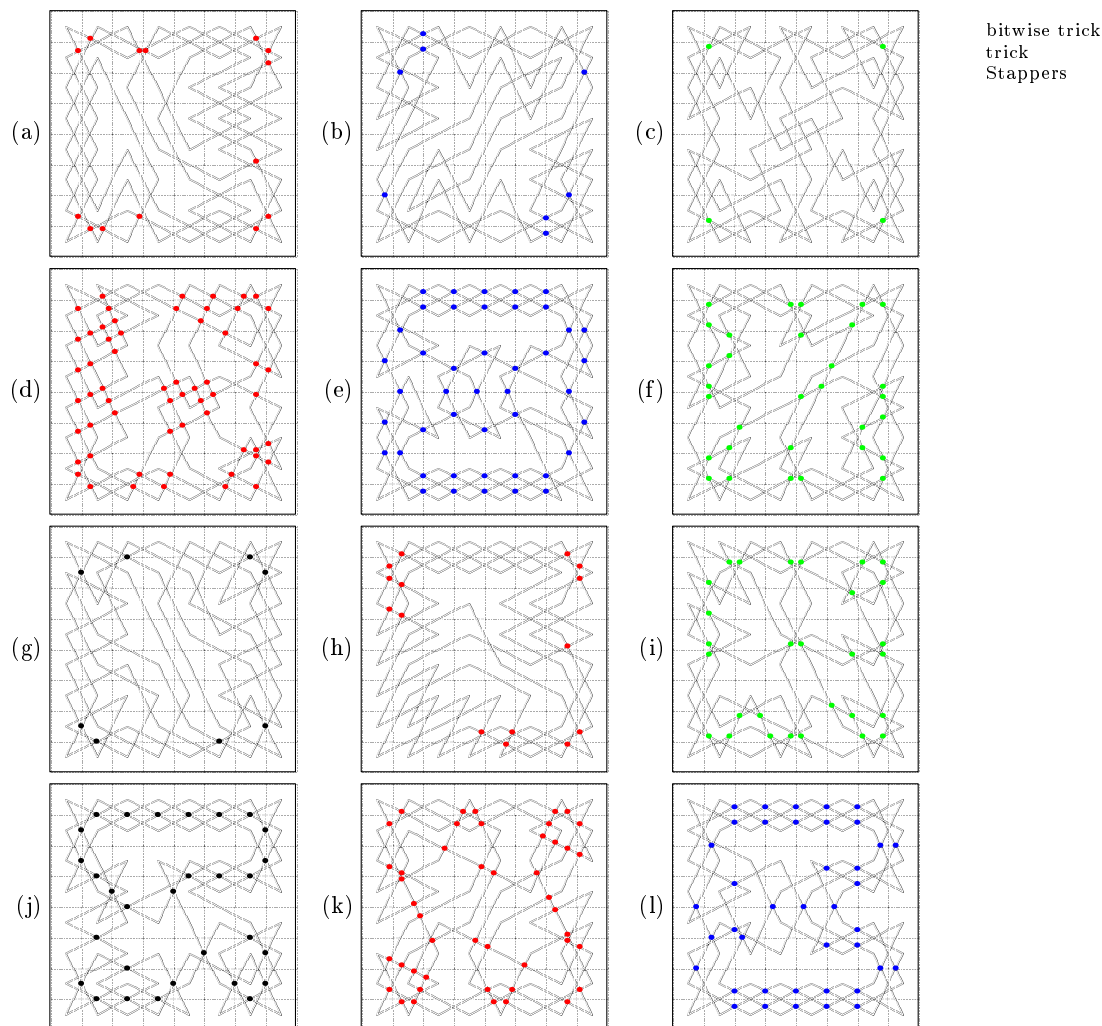 (a)
(b)
(c)
bitwise trick
trick
Stappers
(d)
(e)
(f)
(g)
(h)
(i)
(j)
(k)
(l)